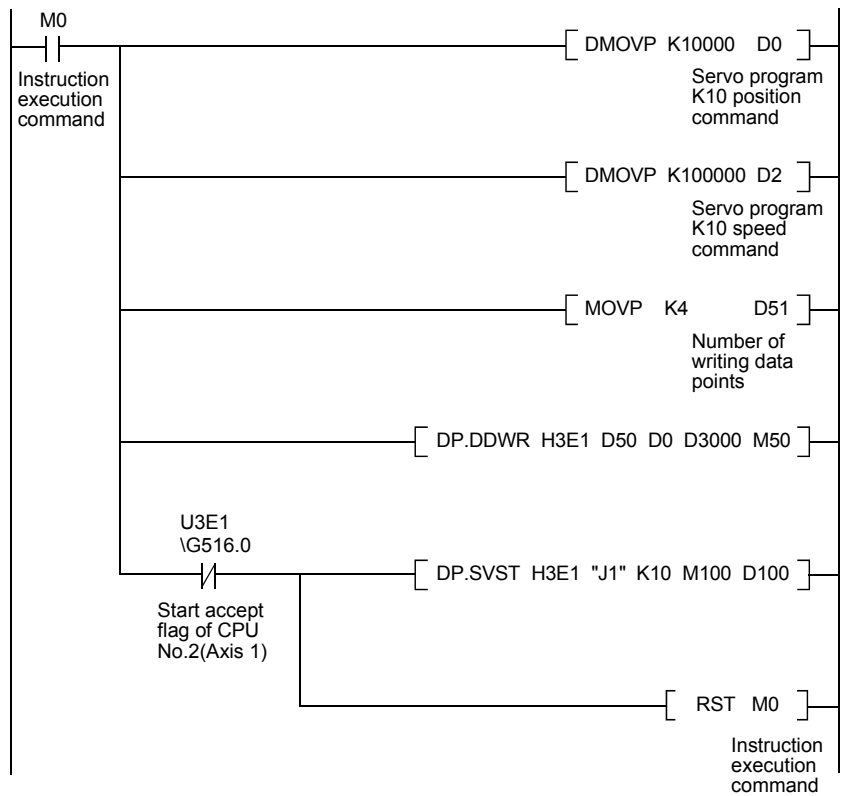 M0
DMOVP K10000 D0
Instruction
execution
command
Servo program
K10 position
command
DMOVP K100000 D2
Servo program
K10 speed
command
MOVP K4 D51
Number of
writing data
points
DP.DDWR H3E1 D50 D0 D3000 M50
U3E1
\G516.0
DP.SVST H3E1 "J1" K10 M100 D100
Start accept
flag of CPU
No.2(Axis 1)
RST M0
Instruction
execution
command